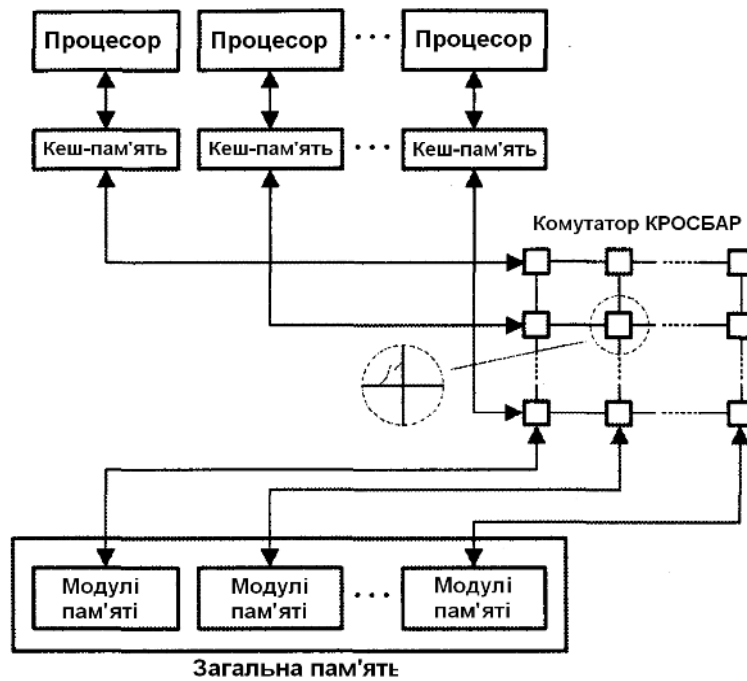 Процесор Процесор ... Процесор
Кеш-пам'ять Кеш-пам'ять ... Кеш-пам'ять
Комутатор КРОСБАР
Модулі пам'яті
Модулі пам'яті
...
Модулі пам'яті
Загальна пам'ять